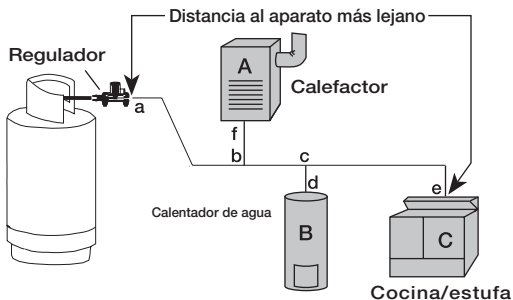 Distancia al aparato más lejano
Regulador
A
Calefactor
a
f
b
c
d
e
Calentador de agua
B
C
Cocina/estufa